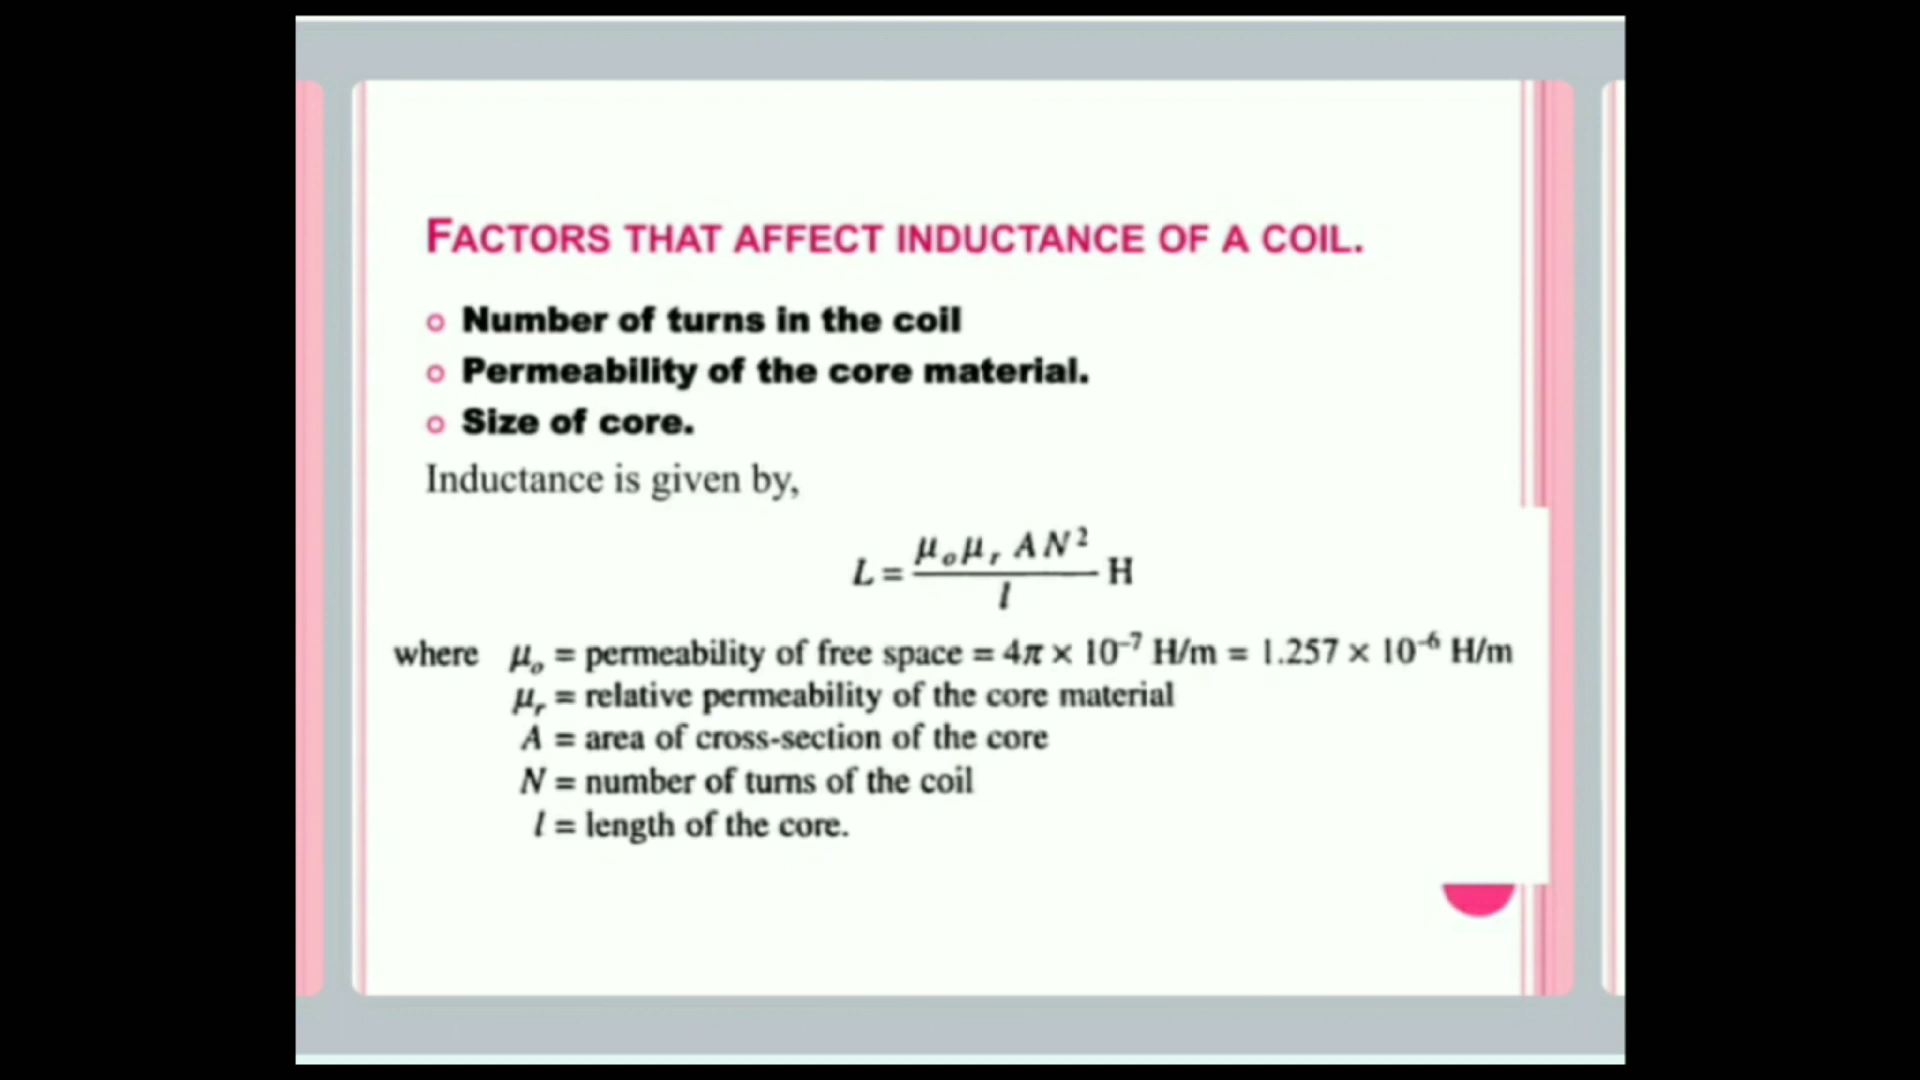 FACTORS THAT AFFECT INDUCTANCE OF A COIL.
Number of turns in the coil
Permeability of the core material.
Size of core.
Inductance is given by,
L = μₒμᵣ AN² / l H
where μₒ = permeability of free space = 4π × 10⁻⁷ H/m = 1.257 × 10⁻⁶ H/m
μᵣ = relative permeability of the core material
A = area of cross-section of the core
N = number of turns of the coil
l = length of the core.